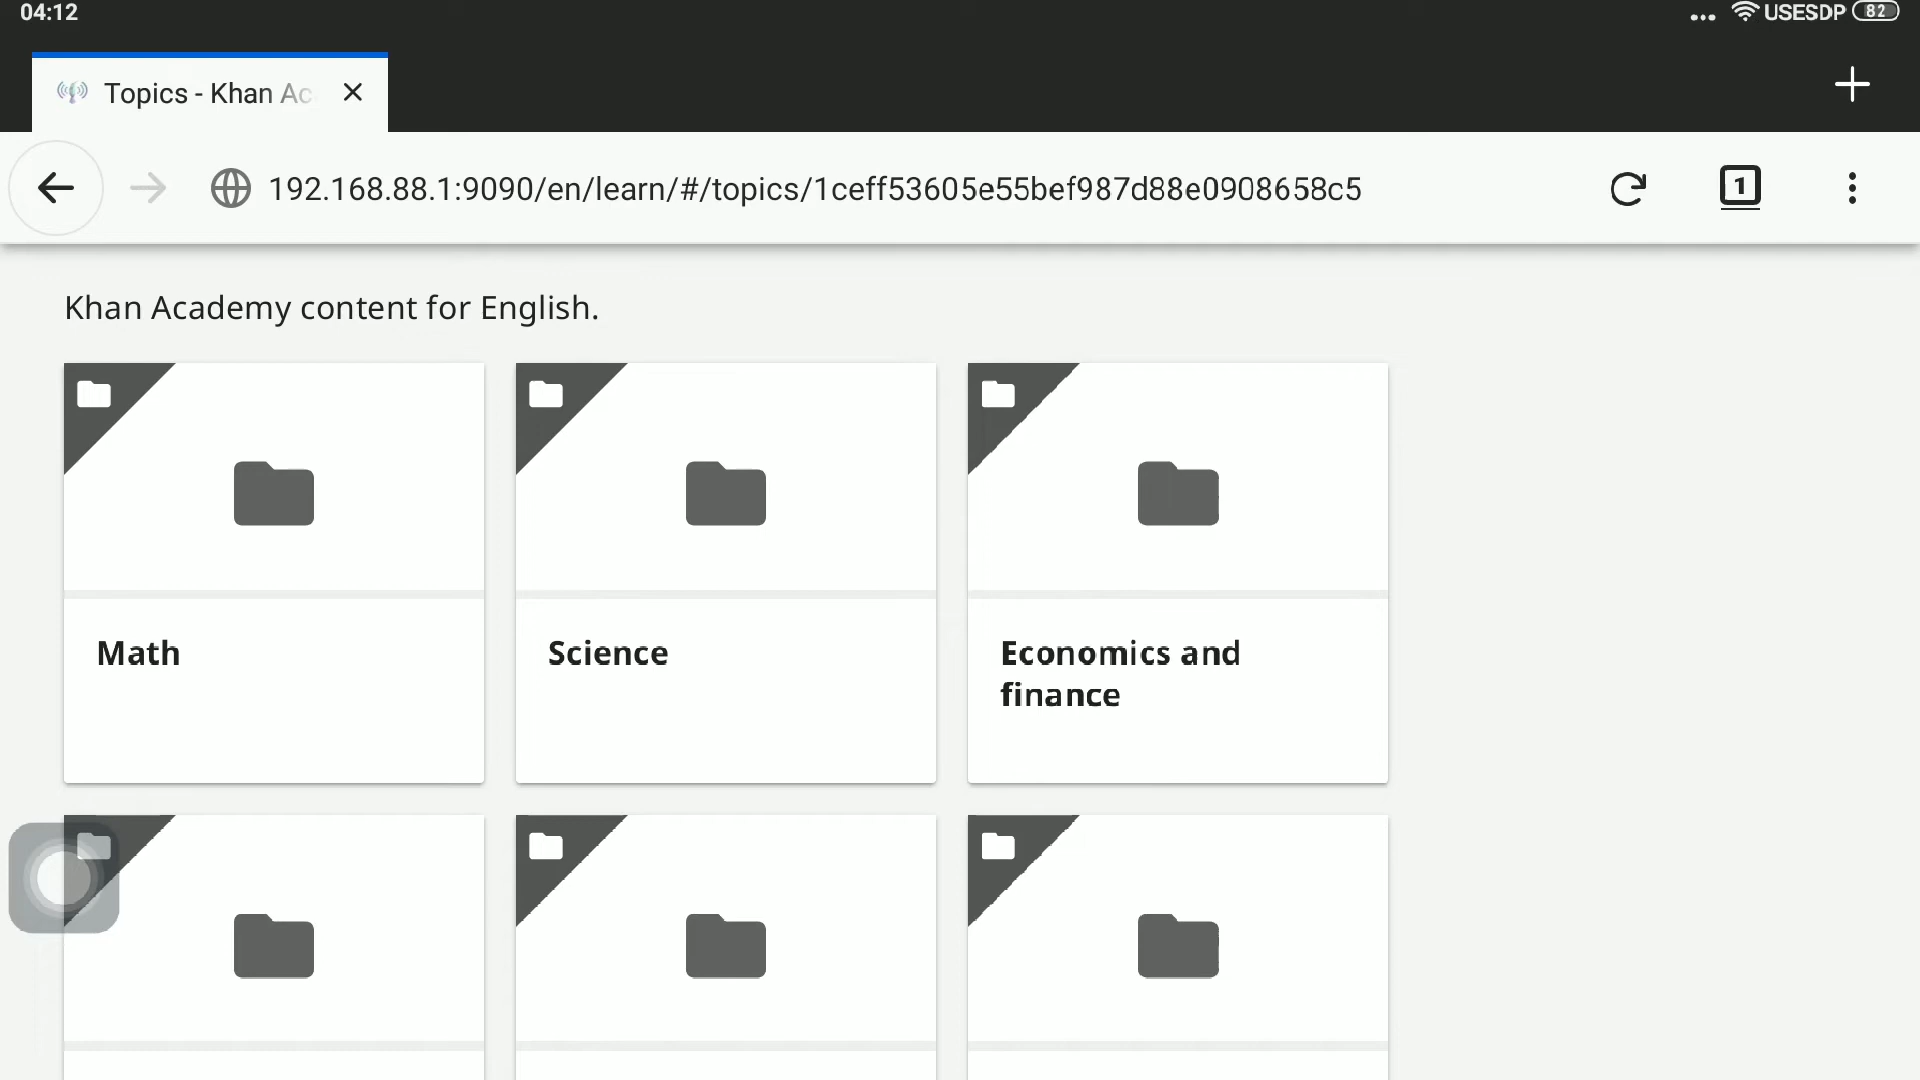 04:12
... USESDP 82
Topics - Khan Ac
192.168.88.1:9090/en/learn/#/topics/1ceff53605e55bef987d88e0908658c5
1
Khan Academy content for English.
Math
Science
Economics and
finance